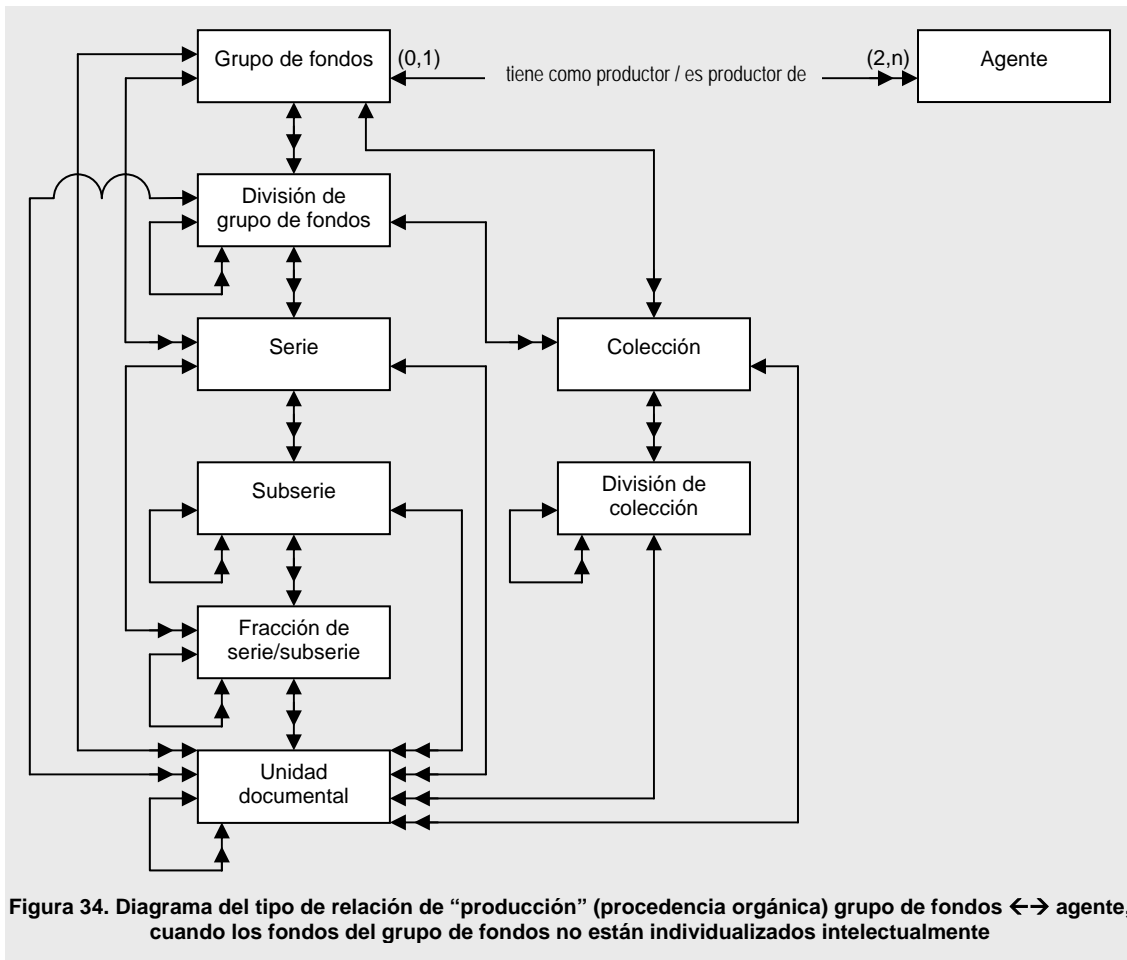 Grupo de fondos
(0,1)
tiene como productor / es productor de
(2,n)
Agente
División de
grupo de fondos
Serie
Colección
Subserie
División de
colección
Fracción de
serie/subserie
Unidad
documental
Figura 34. Diagrama del tipo de relación de “producción” (procedencia orgánica) grupo de fondos ←→ agente,
cuando los fondos del grupo de fondos no están individualizados intelectualmente